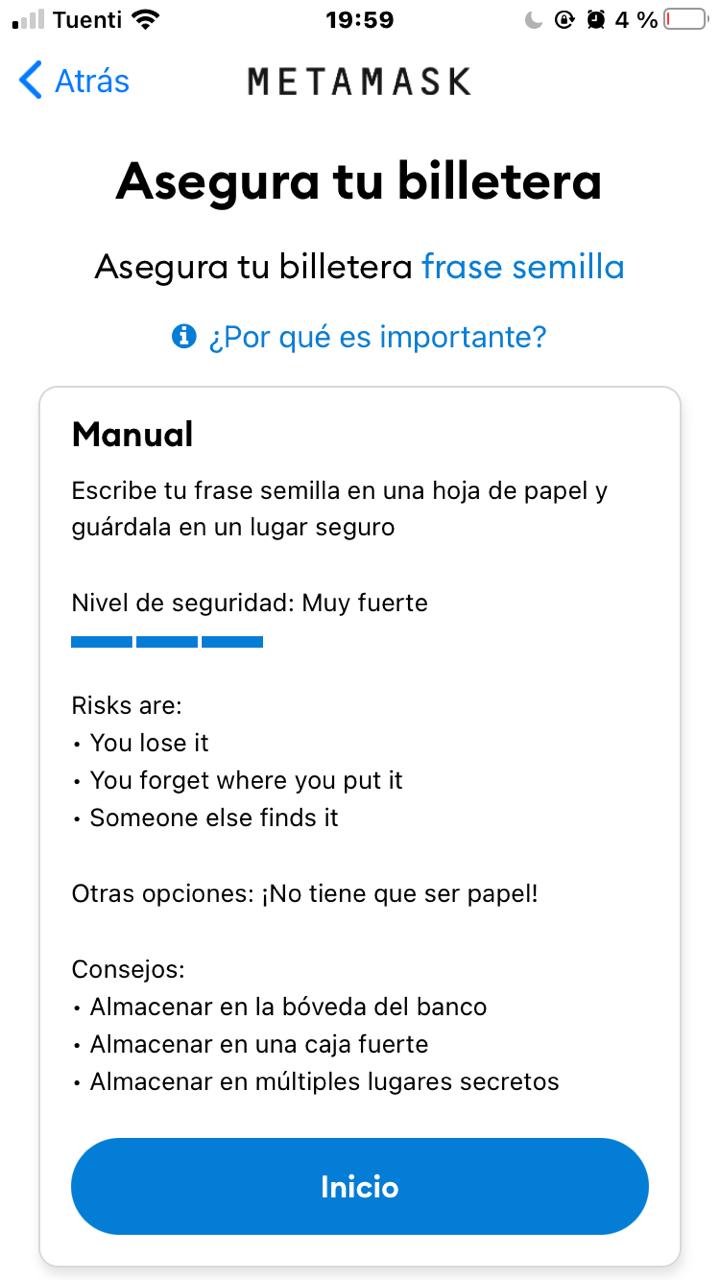 Tuenti 19:59 4 %
Atrás METAMASK
Asegura tu billetera
Asegura tu billetera frase semilla
¿Por qué es importante?
Manual
Escribe tu frase semilla en una hoja de papel y
guárdala en un lugar seguro
Nivel de seguridad: Muy fuerte
Risks are:
• You lose it
• You forget where you put it
• Someone else finds it
Otras opciones: ¡No tiene que ser papel!
Consejos:
• Almacenar en la bóveda del banco
• Almacenar en una caja fuerte
• Almacenar en múltiples lugares secretos
Inicio